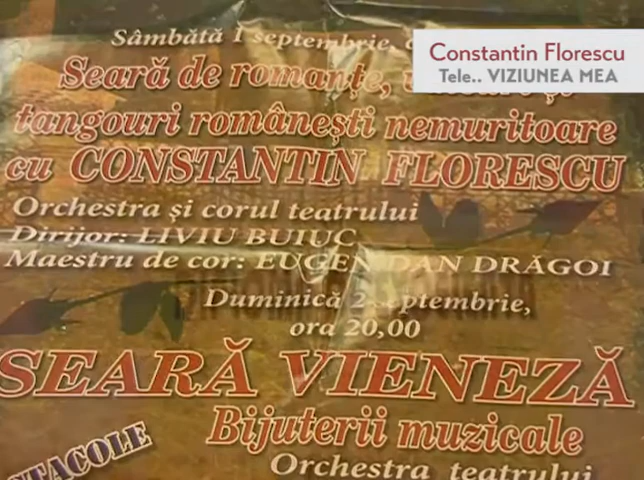 Sâmbătă 1 septembrie,
Constantin Florescu
Tele.. VIZIUNEA MEA
Seară de romanțe,
tangouri românești nemuritoare
cu CONSTANTIN FLORESCU
Orchestra și corul teatrului
Dirijor: LIVIU BUIUC
Maestru de cor: EUGEN DAN DRĂGOI
Duminică 2 septembrie,
ora 20,00
SEARĂ VIENEZĂ
Bijuterii muzicale
Orchestra teatrului